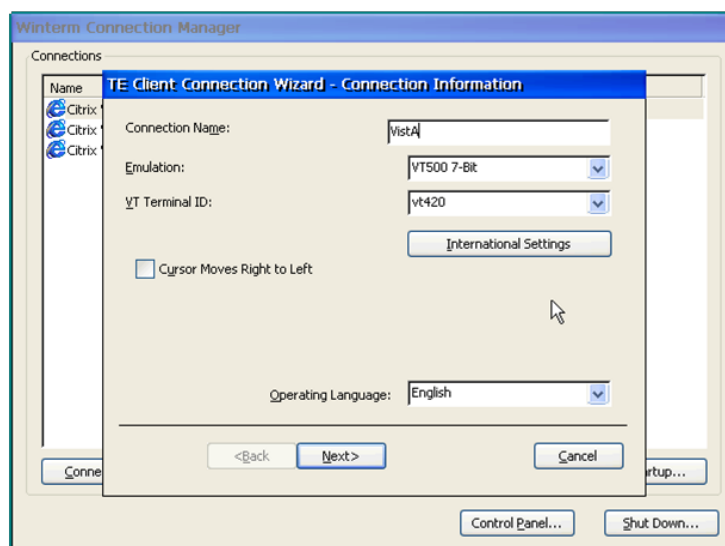 Winterm Connection Manager
Connections
Name
Citrix
Citrix
Citrix
TE Client Connection Wizard - Connection Information
Connection Name: VistA
Emulation: VT500 7-Bit
VT Terminal ID: vt420
International Settings
Cursor Moves Right to Left
Operating Language: English
<Back Next> Cancel
Conne artup...
Control Panel... Shut Down...